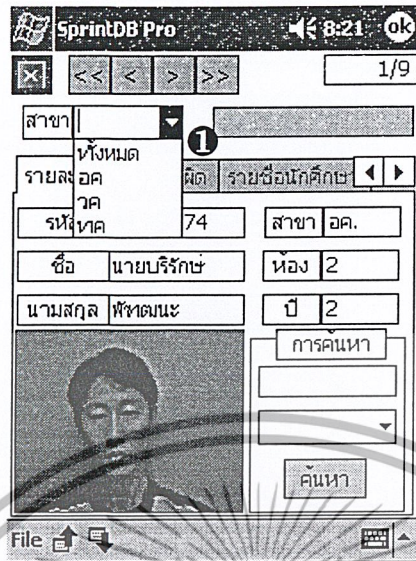 SprintDB Pro 8:21 ok
<< < > >> 1/9
สาขา
❶
ทั้งหมด
อค
วค
ทค
รายละ ผิด รายชื่อนักศึกษา
รหั 74 สาขา อค.
ชื่อ นายบริรักษ์ ห้อง 2
นามสกุล พัฑฒนะ ปี 2
การค้นหา
ค้นหา
File